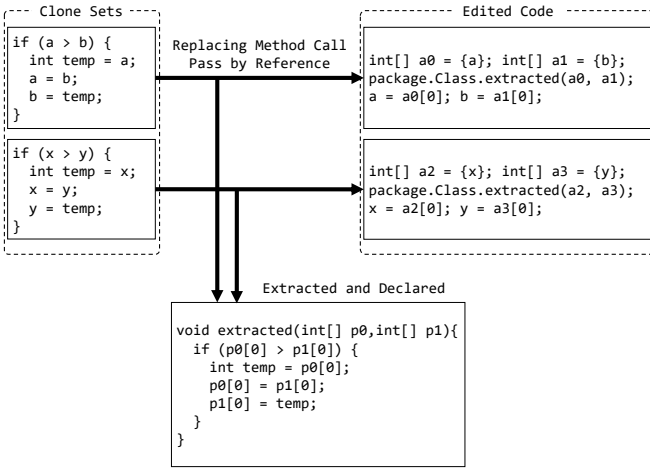 Clone Sets
if (a > b) {
  int temp = a;
  a = b;
  b = temp;
}
if (x > y) {
  int temp = x;
  x = y;
  y = temp;
}
Replacing Method Call
Pass by Reference
Edited Code
int[] a0 = {a}; int[] a1 = {b};
package.Class.extracted(a0, a1);
a = a0[0]; b = a1[0];
int[] a2 = {x}; int[] a3 = {y};
package.Class.extracted(a2, a3);
x = a2[0]; y = a3[0];
Extracted and Declared
void extracted(int[] p0,int[] p1){
  if (p0[0] > p1[0]) {
    int temp = p0[0];
    p0[0] = p1[0];
    p1[0] = temp;
  }
}